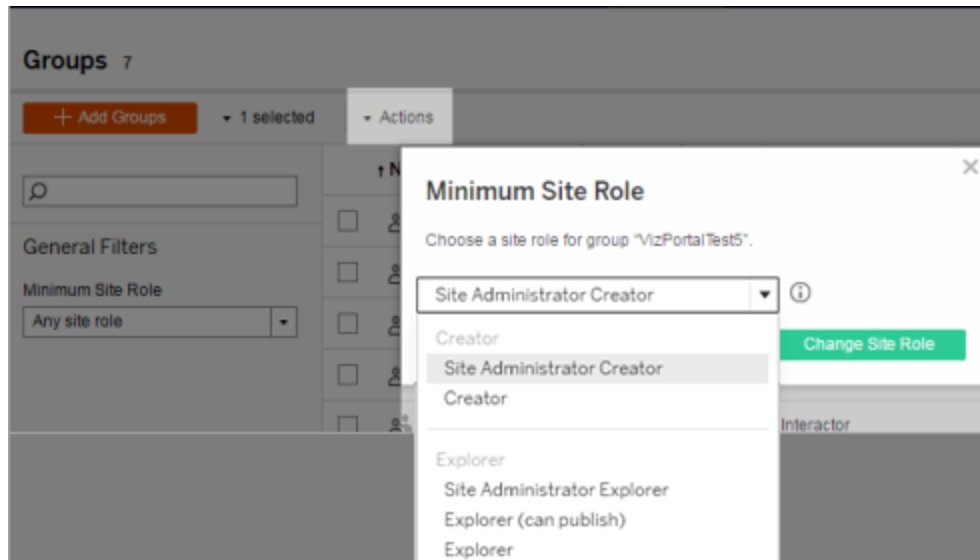 Groups 7
+ Add Groups
1 selected
Actions
N
Minimum Site Role
Choose a site role for group "VizPortalTest5".
General Filters
Minimum Site Role
Any site role
Site Administrator Creator
Change Site Role
Creator
Site Administrator Creator
Creator
Interactor
Explorer
Site Administrator Explorer
Explorer (can publish)
Explorer